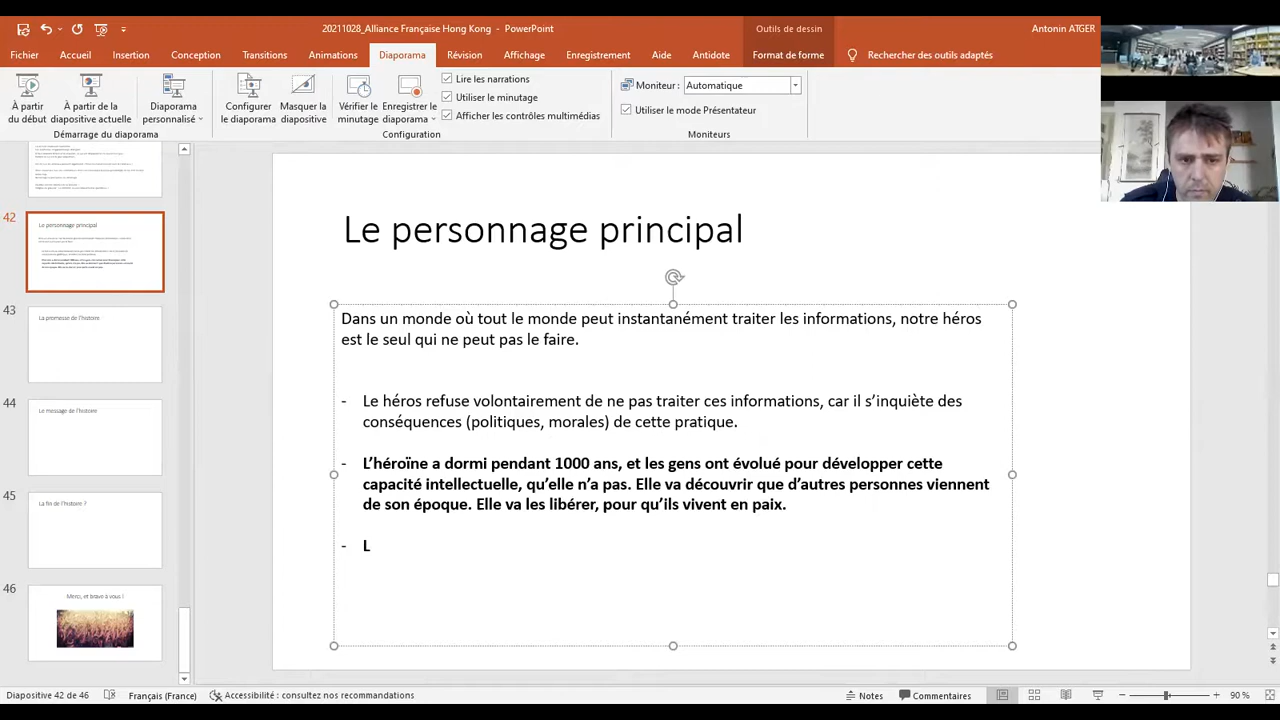 20211028_Alliance Française Hong Kong - PowerPoint
Outils de dessin
Antonin ATGER
Fichier Accueil Insertion Conception Transitions Animations Diaporama Révision Affichage Enregistrement Aide Antidote Format de forme Rechercher des outils adaptés
À partir du début
À partir de la diapositive actuelle
Diaporama personnalisé
Configurer le diaporama
Masquer la diapositive
Vérifier le minutage
Enregistrer le diaporama
Lire les narrations
Utiliser le minutage
Afficher les contrôles multimédias
Moniteur : Automatique
Utiliser le mode Présentateur
Démarrage du diaporama Configuration Moniteurs
42
Le personnage principal
43
La promesse de l'histoire
44
Le message de l'histoire
45
La fin de l'histoire ?
46
Merci, et bravo à vous !
Le personnage principal
Dans un monde où tout le monde peut instantanément traiter les informations, notre héros
est le seul qui ne peut pas le faire.
- Le héros refuse volontairement de ne pas traiter ces informations, car il s'inquiète des
conséquences (politiques, morales) de cette pratique.
- L'héroïne a dormi pendant 1000 ans, et les gens ont évolué pour développer cette
capacité intellectuelle, qu'elle n'a pas. Elle va découvrir que d'autres personnes viennent
de son époque. Elle va les libérer, pour qu'ils vivent en paix.
- L
Diapositive 42 de 46 Français (France) Accessibilité : consultez nos recommandations Notes Commentaires 90 %